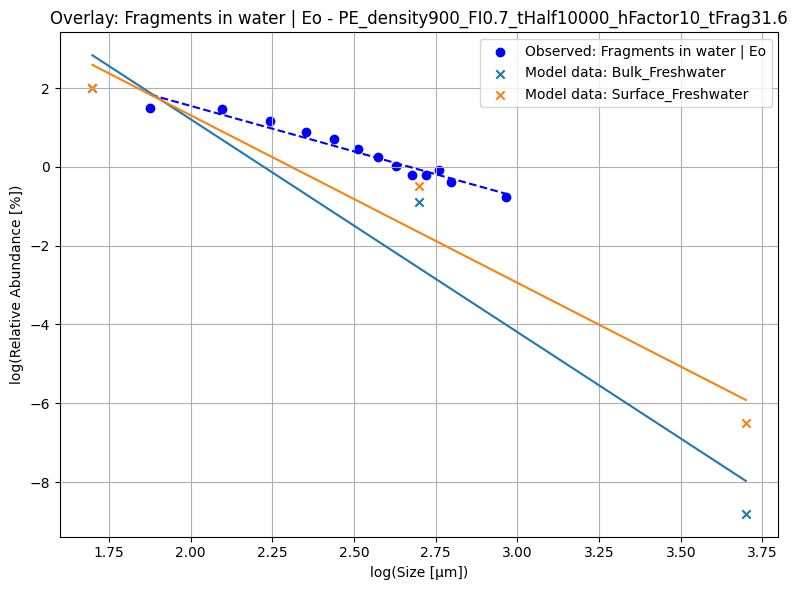 Overlay: Fragments in water | Eo - PE_density900_FI0.7_tHalf10000_hFactor10_tFrag31.6
Observed: Fragments in water | Eo
Model data: Bulk_Freshwater
Model data: Surface_Freshwater
log(Relative Abundance [%])
2
0
−2
−4
−6
−8
1.75
2.00
2.25
2.50
2.75
3.00
3.25
3.50
3.75
log(Size [μm])